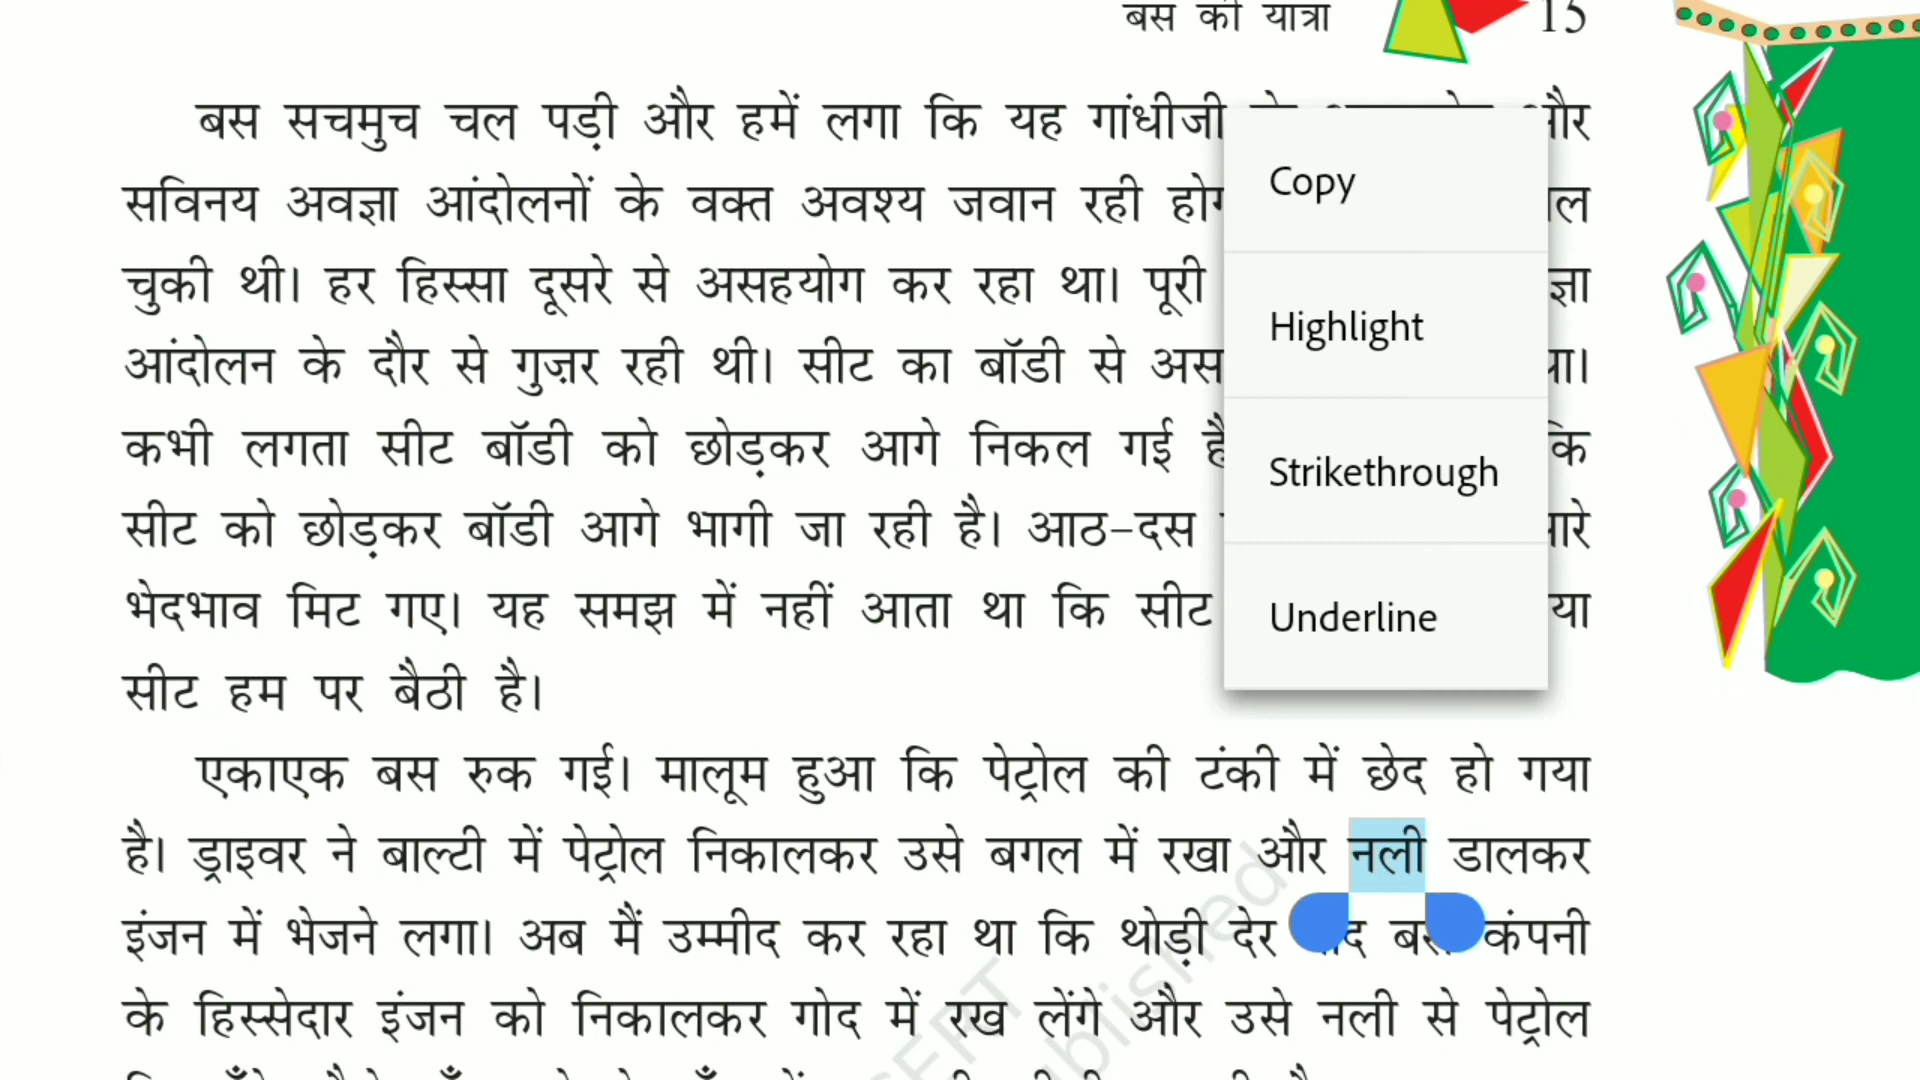 बस की यात्रा 15
बस सचमुच चल पड़ी और हमें लगा कि यह गांधीजी और
सविनय अवज्ञा आंदोलनों के वक्त अवश्य जवान रही
चुकी थी। हर हिस्सा दूसरे से असहयोग कर रहा था। पूरी
आंदोलन के दौर से गुज़र रही थी। सीट का बॉडी से
कभी लगता सीट बॉडी को छोड़कर आगे निकल गई कि
सीट को छोड़कर बॉडी आगे भागी जा रही है। आठ-दस
भेदभाव मिट गए। यह समझ में नहीं आता था कि सीट
सीट हम पर बैठी है।
Copy
Highlight
Strikethrough
Underline
एकाएक बस रुक गई। मालूम हुआ कि पेट्रोल की टंकी में छेद हो गया
है। ड्राइवर ने बाल्टी में पेट्रोल निकालकर उसे बगल में रखा और नली डालकर
इंजन में भेजने लगा। अब मैं उम्मीद कर रहा था कि थोड़ी देर कंपनी
के हिस्सेदार इंजन को निकालकर गोद में रख लेंगे और उसे नली से पेट्रोल